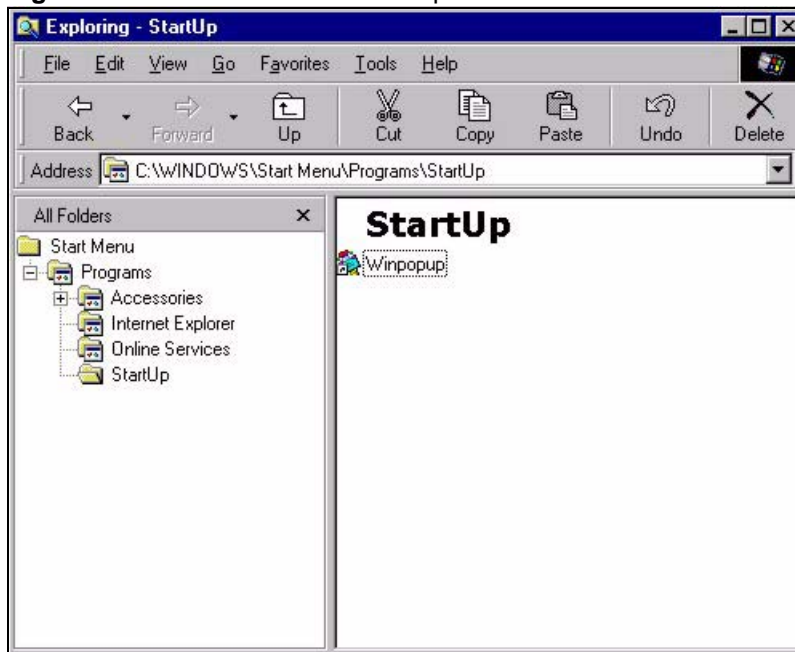 Exploring - StartUp
File Edit View Go Favorites Tools Help
Back Forward Up Cut Copy Paste Undo Delete
Address C:\WINDOWS\Start Menu\Programs\StartUp
All Folders
Start Menu
Programs
Accessories
Internet Explorer
Online Services
StartUp
StartUp
Winpopup